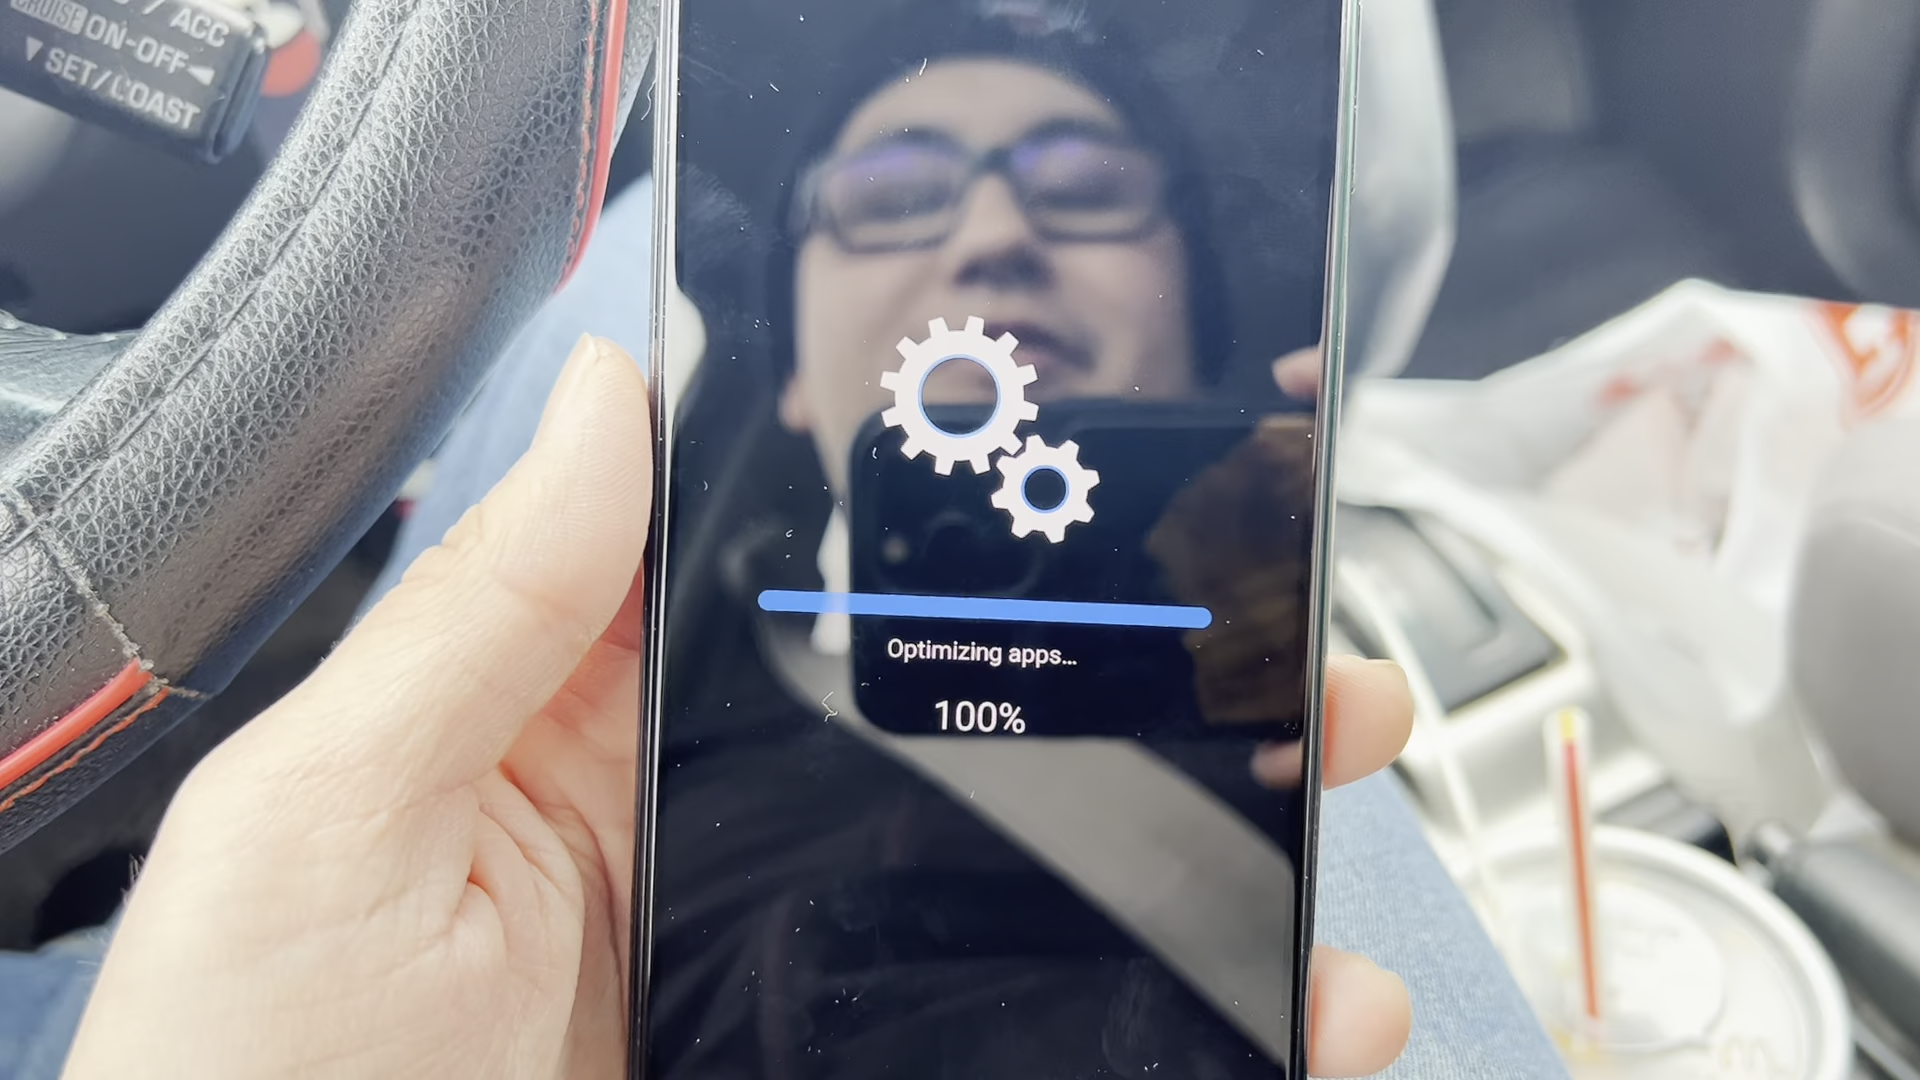 / ACC
CRUISE ON-OFF ◄
▼ SET/COAST
Optimizing apps...
100%